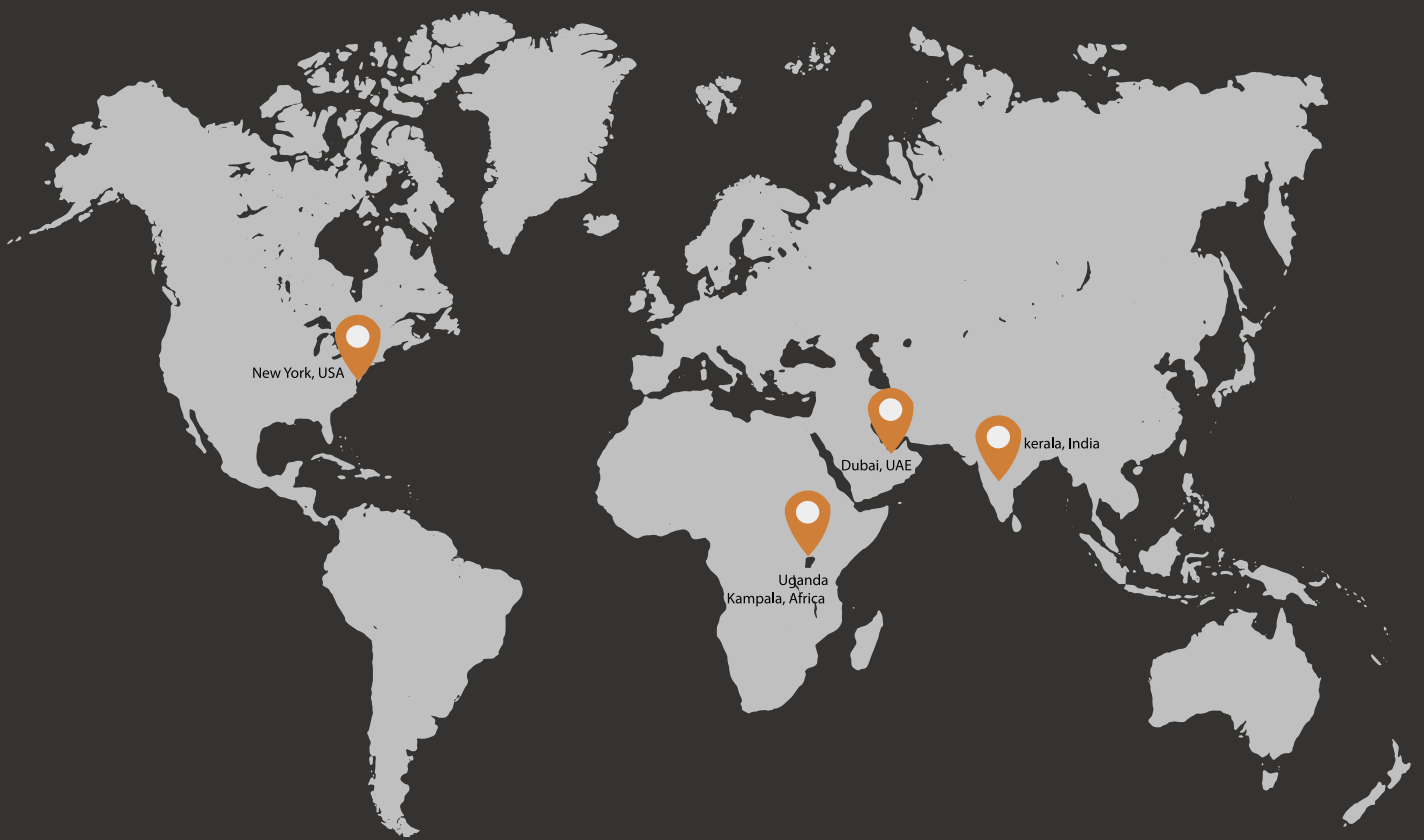 New York, USA
kerala, India
Dubai, UAE
Uganda
Kampala, Africa